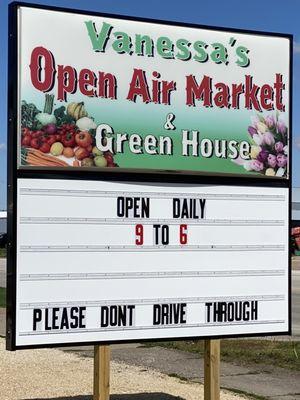 Vanessa's
Open Air Market
&
Green House
OPEN DAILY
9 TO 6
PLEASE DONT DRIVE THROUGH